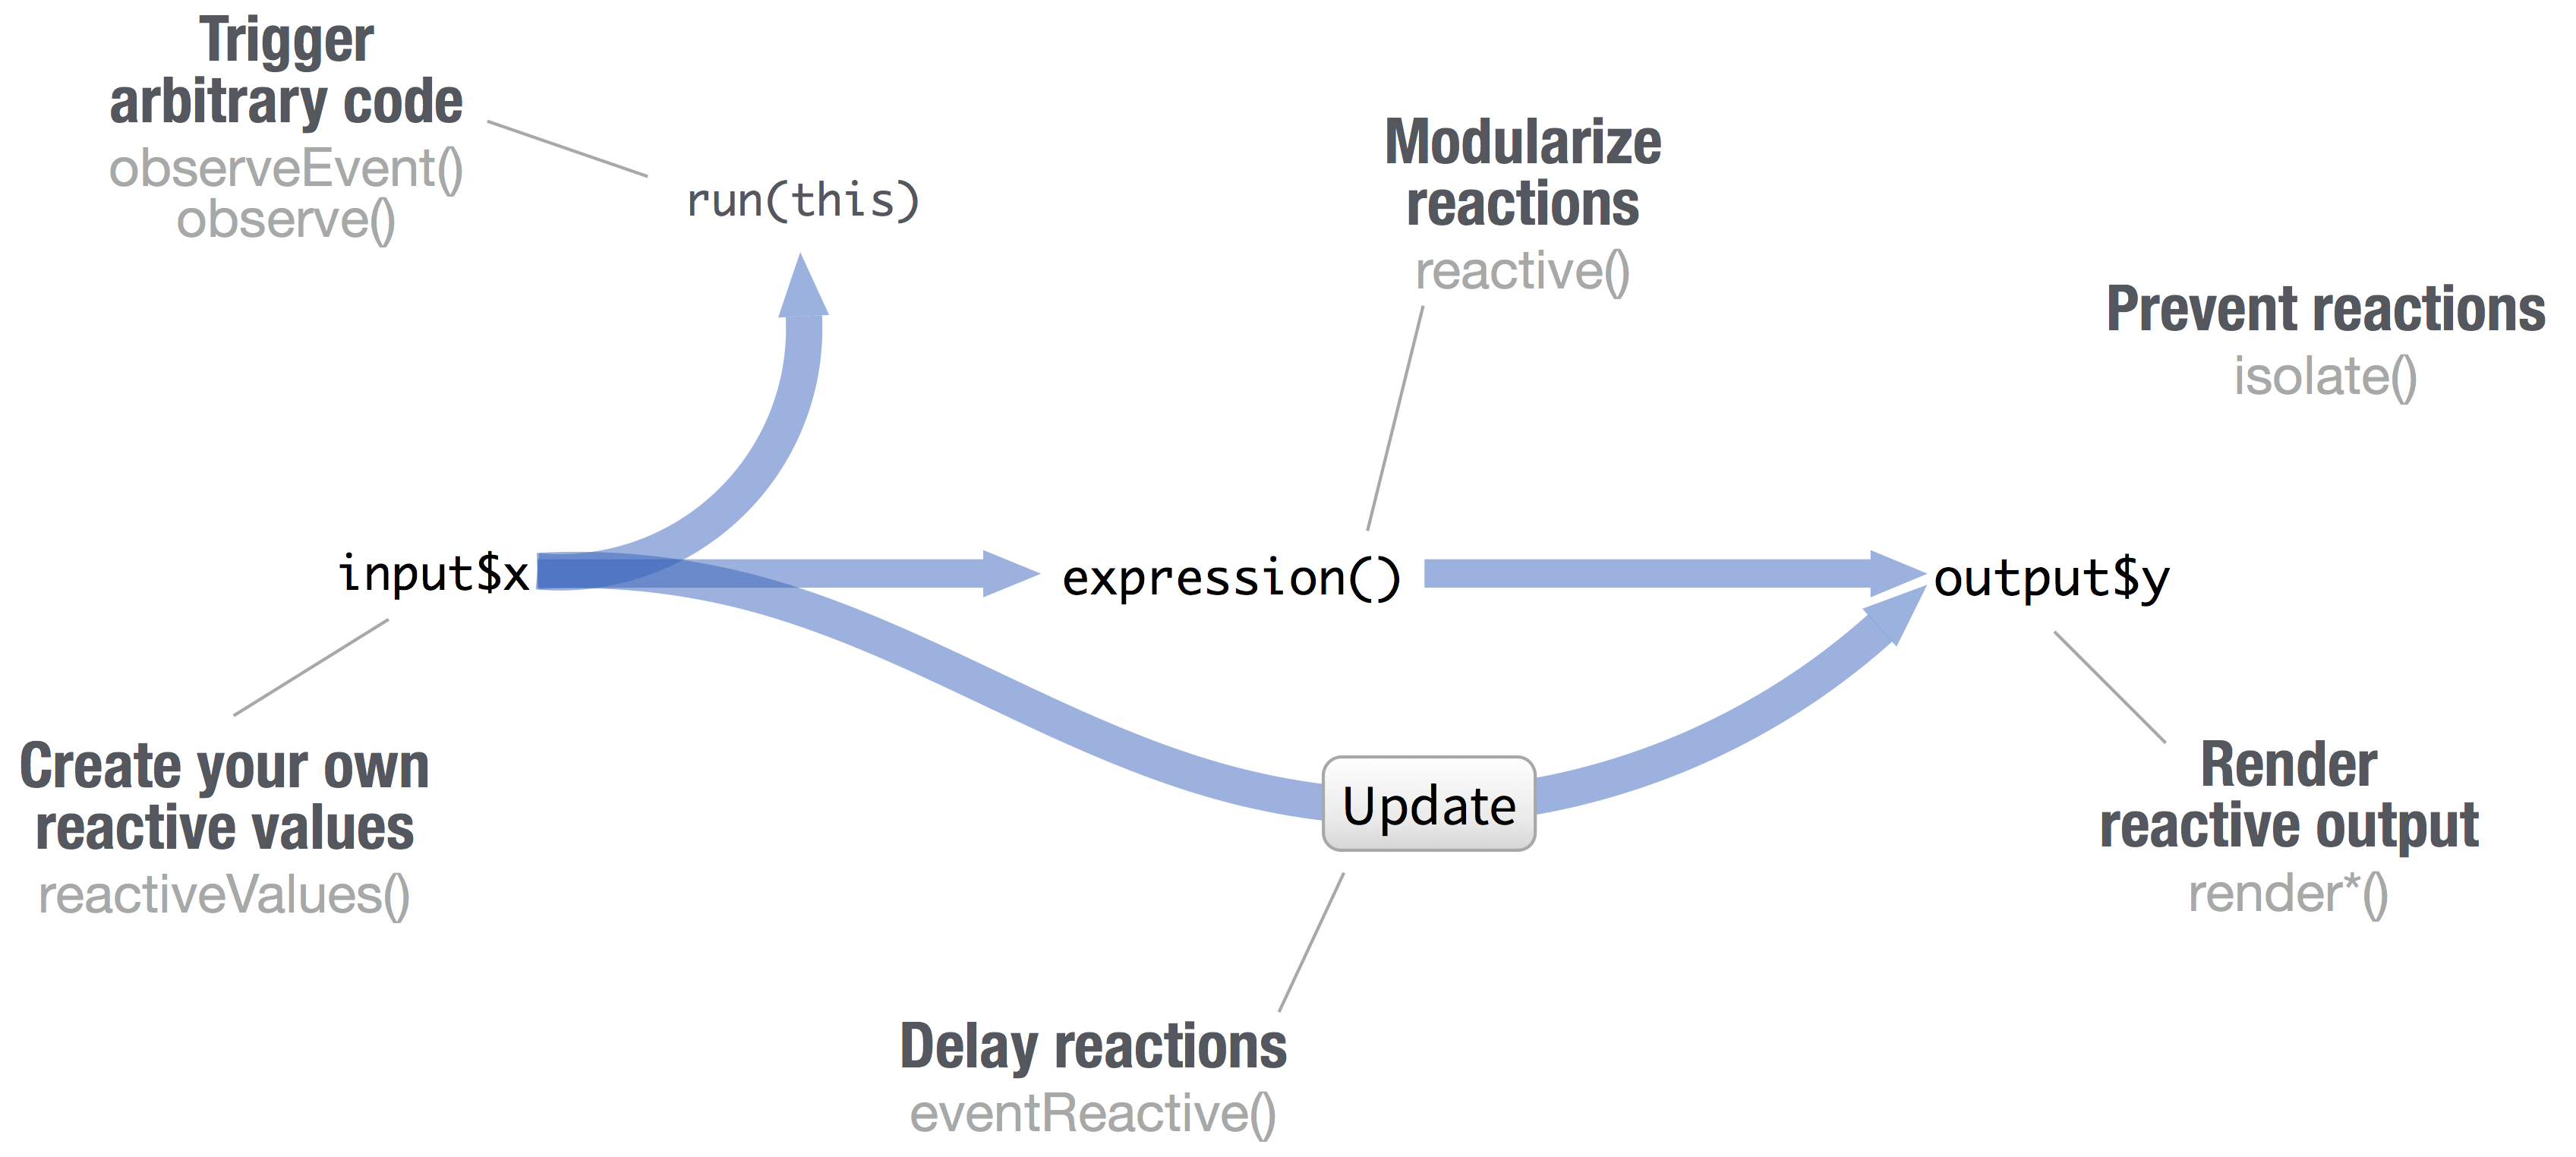 Trigger
arbitrary code
observeEvent()
observe()
run(this)
Modularize
reactions
reactive()
Prevent reactions
isolate()
input$x
expression()
output$y
Create your own
reactive values
reactiveValues()
Update
Render
reactive output
render*()
Delay reactions
eventReactive()